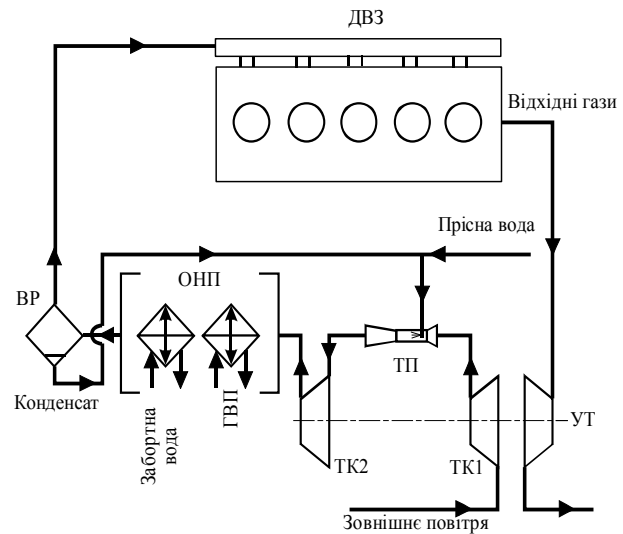 ДВЗ
Відхідні гази
Прісна вода
ОНП
ВР
ТП
Конденсат
Забортна
вода
ГВП
УТ
ТК2
ТК1
Зовнішнє повітря